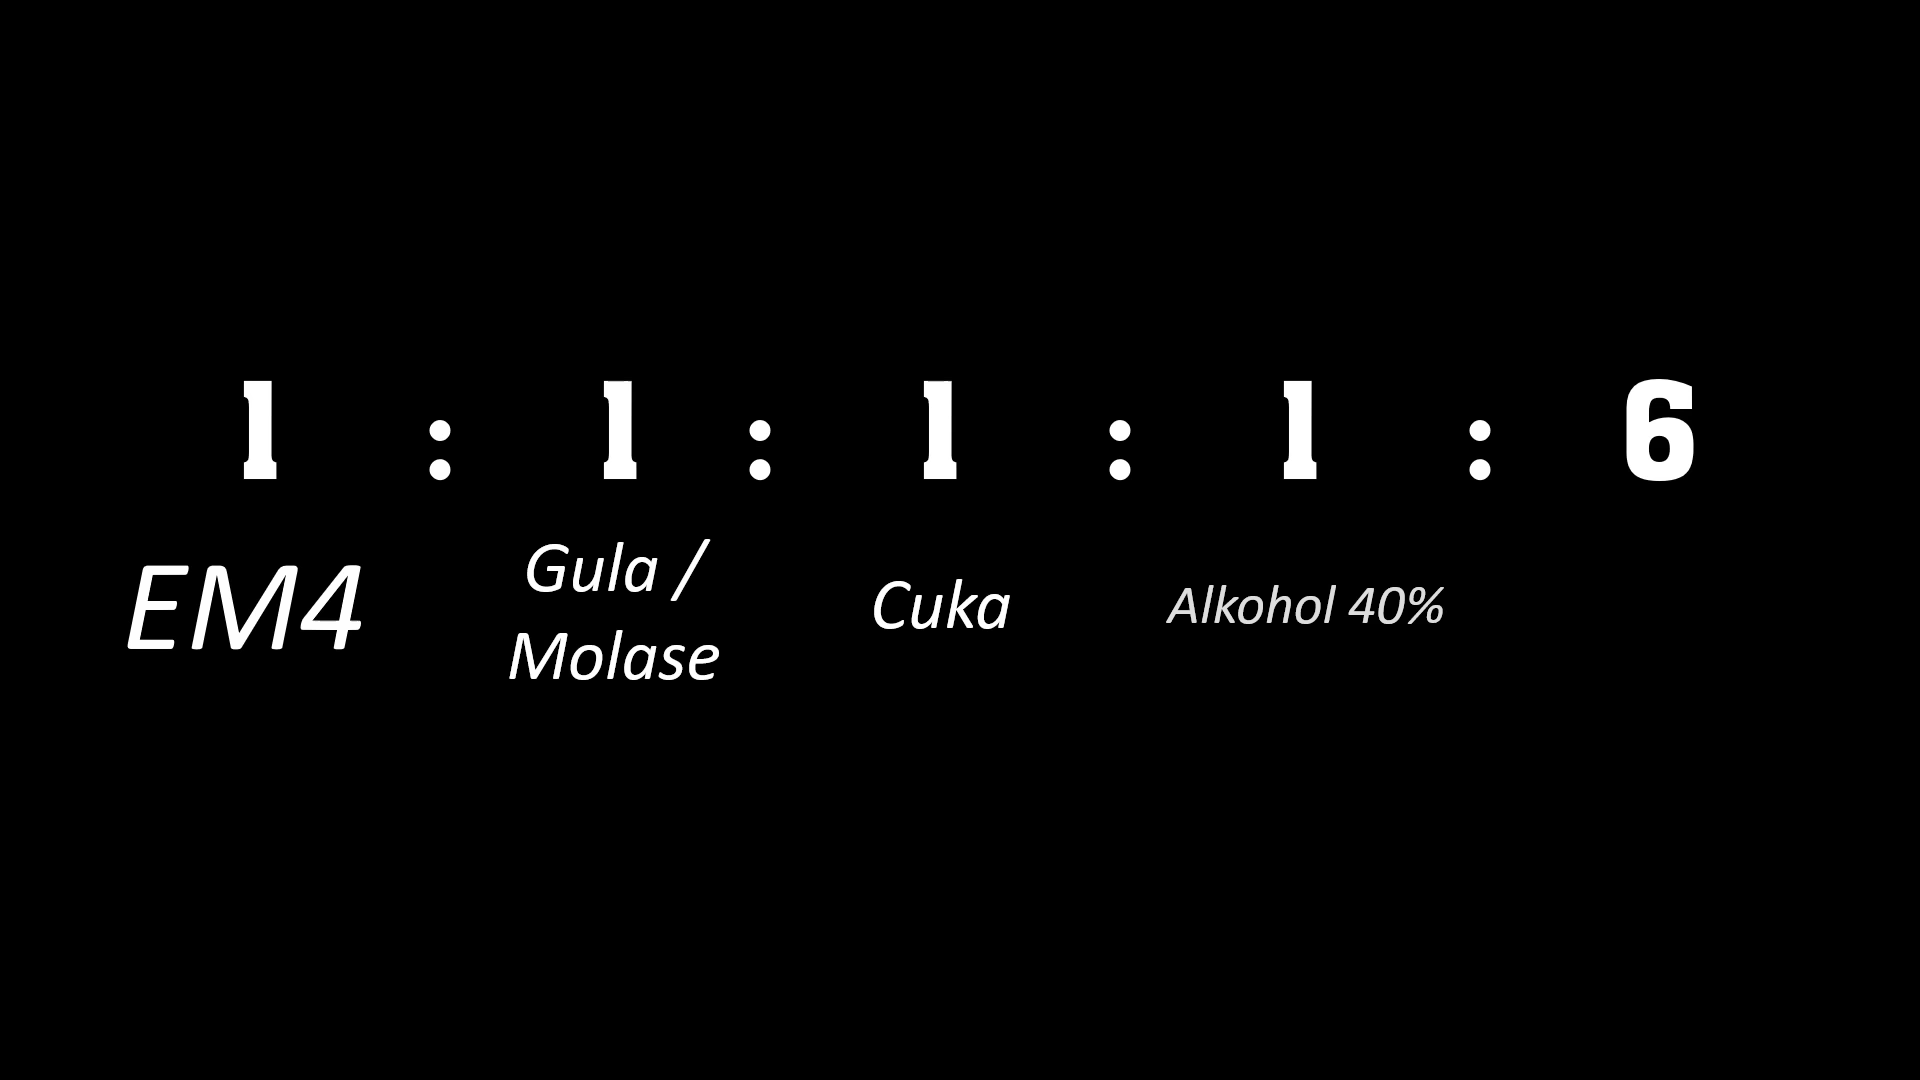 1 : 1 : 1 : 1 : 6
EM4
Gula /
Molase
Cuka
Alkohol 40%